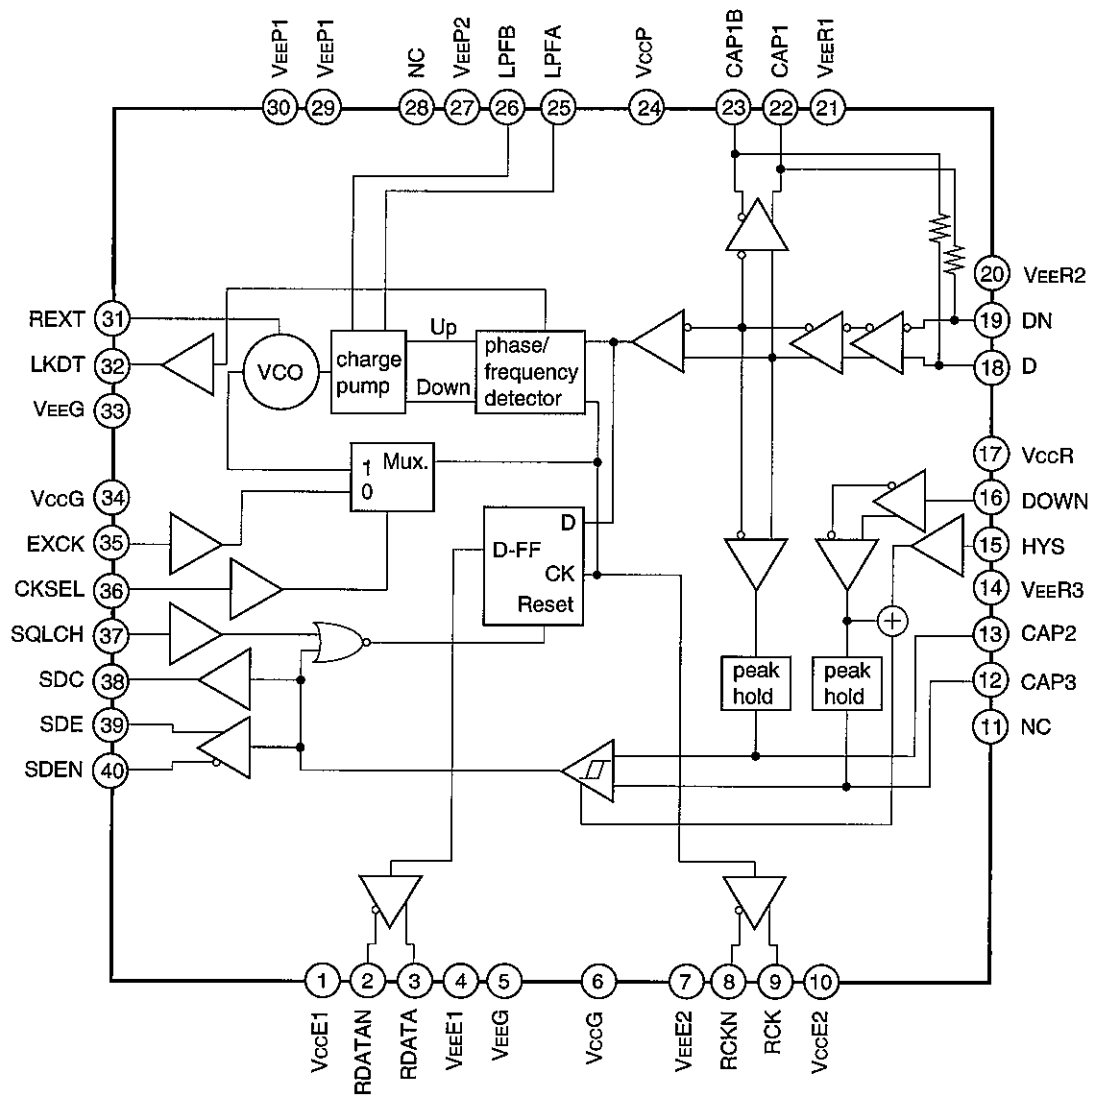 VEEP1
VEEP1
NC
VEEP2
LPFB
LPFA
VCCP
CAP1B
CAP1
VEER1
30
29
28
27
26
25
24
23
22
21
20
VEER2
REXT
31
19
DN
LKDT
32
18
D
VEEG
33
VCO
charge
pump
Up
Down
phase/
frequency
detector
17
VCCR
VCCG
34
1
0
Mux.
16
DOWN
EXCK
35
15
HYS
CKSEL
36
14
VEER3
D
D-FF
CK
Reset
+
SQLCH
37
13
CAP2
SDC
38
12
CAP3
peak
hold
peak
hold
SDE
39
11
NC
SDEN
40
1
2
3
4
5
6
7
8
9
10
VCCE1
RDATAN
RDATA
VEEE1
VEEG
VCCG
VEEE2
RCKN
RCK
VCCE2